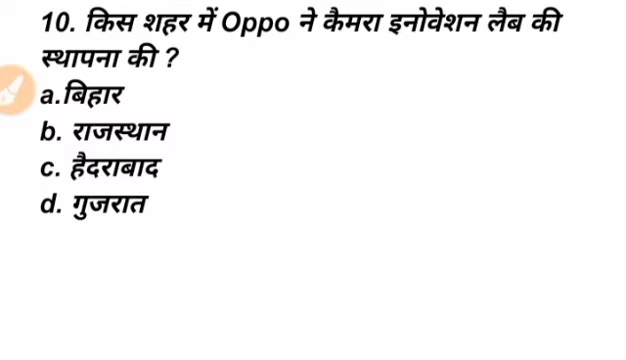 10. किस शहर में Oppo ने कैमरा इनोवेशन लैब की
स्थापना की ?
a.बिहार
b. राजस्थान
c. हैदराबाद
d. गुजरात